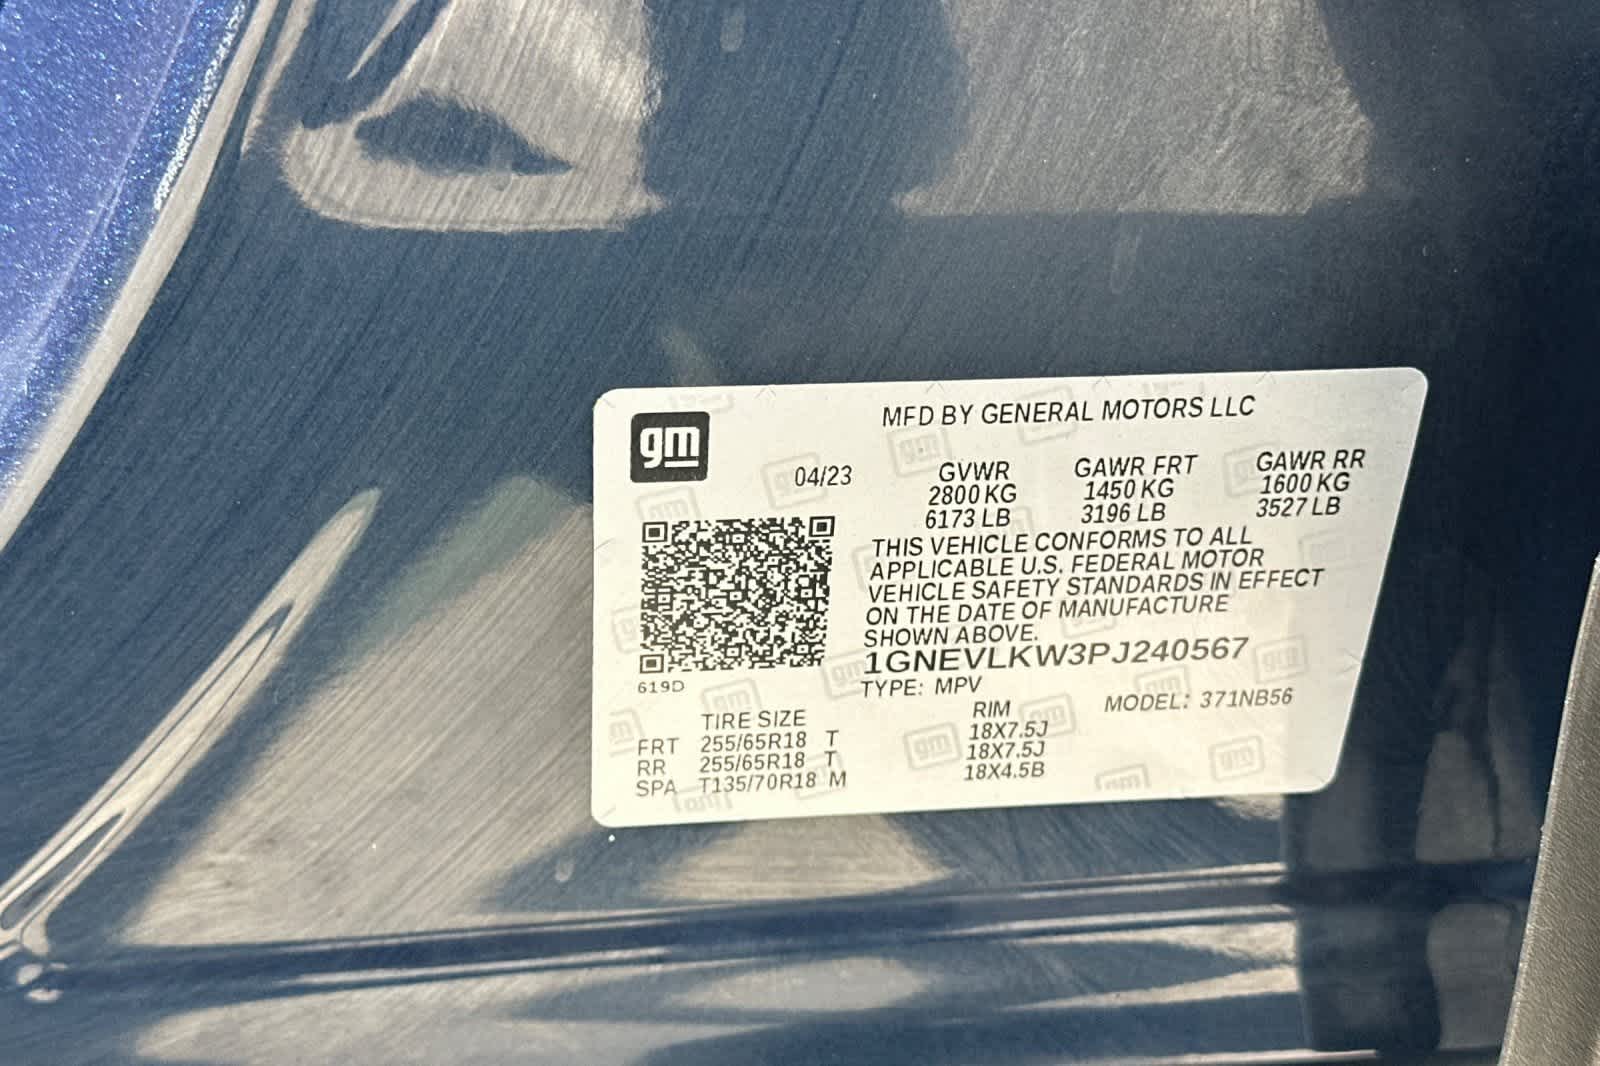 gm
MFD BY GENERAL MOTORS LLC
04/23
GVWR GAWR FRT GAWR RR
2800 KG 1450 KG 1600 KG
6173 LB 3196 LB 3527 LB
THIS VEHICLE CONFORMS TO ALL
APPLICABLE U.S. FEDERAL MOTOR
VEHICLE SAFETY STANDARDS IN EFFECT
ON THE DATE OF MANUFACTURE
SHOWN ABOVE.
1GNEVLKW3PJ240567
619D
TYPE: MPV
MODEL: 371NB56
TIRE SIZE RIM
FRT 255/65R18 T 18X7.5J
RR 255/65R18 T 18X7.5J
SPA T135/70R18 M 18X4.5B